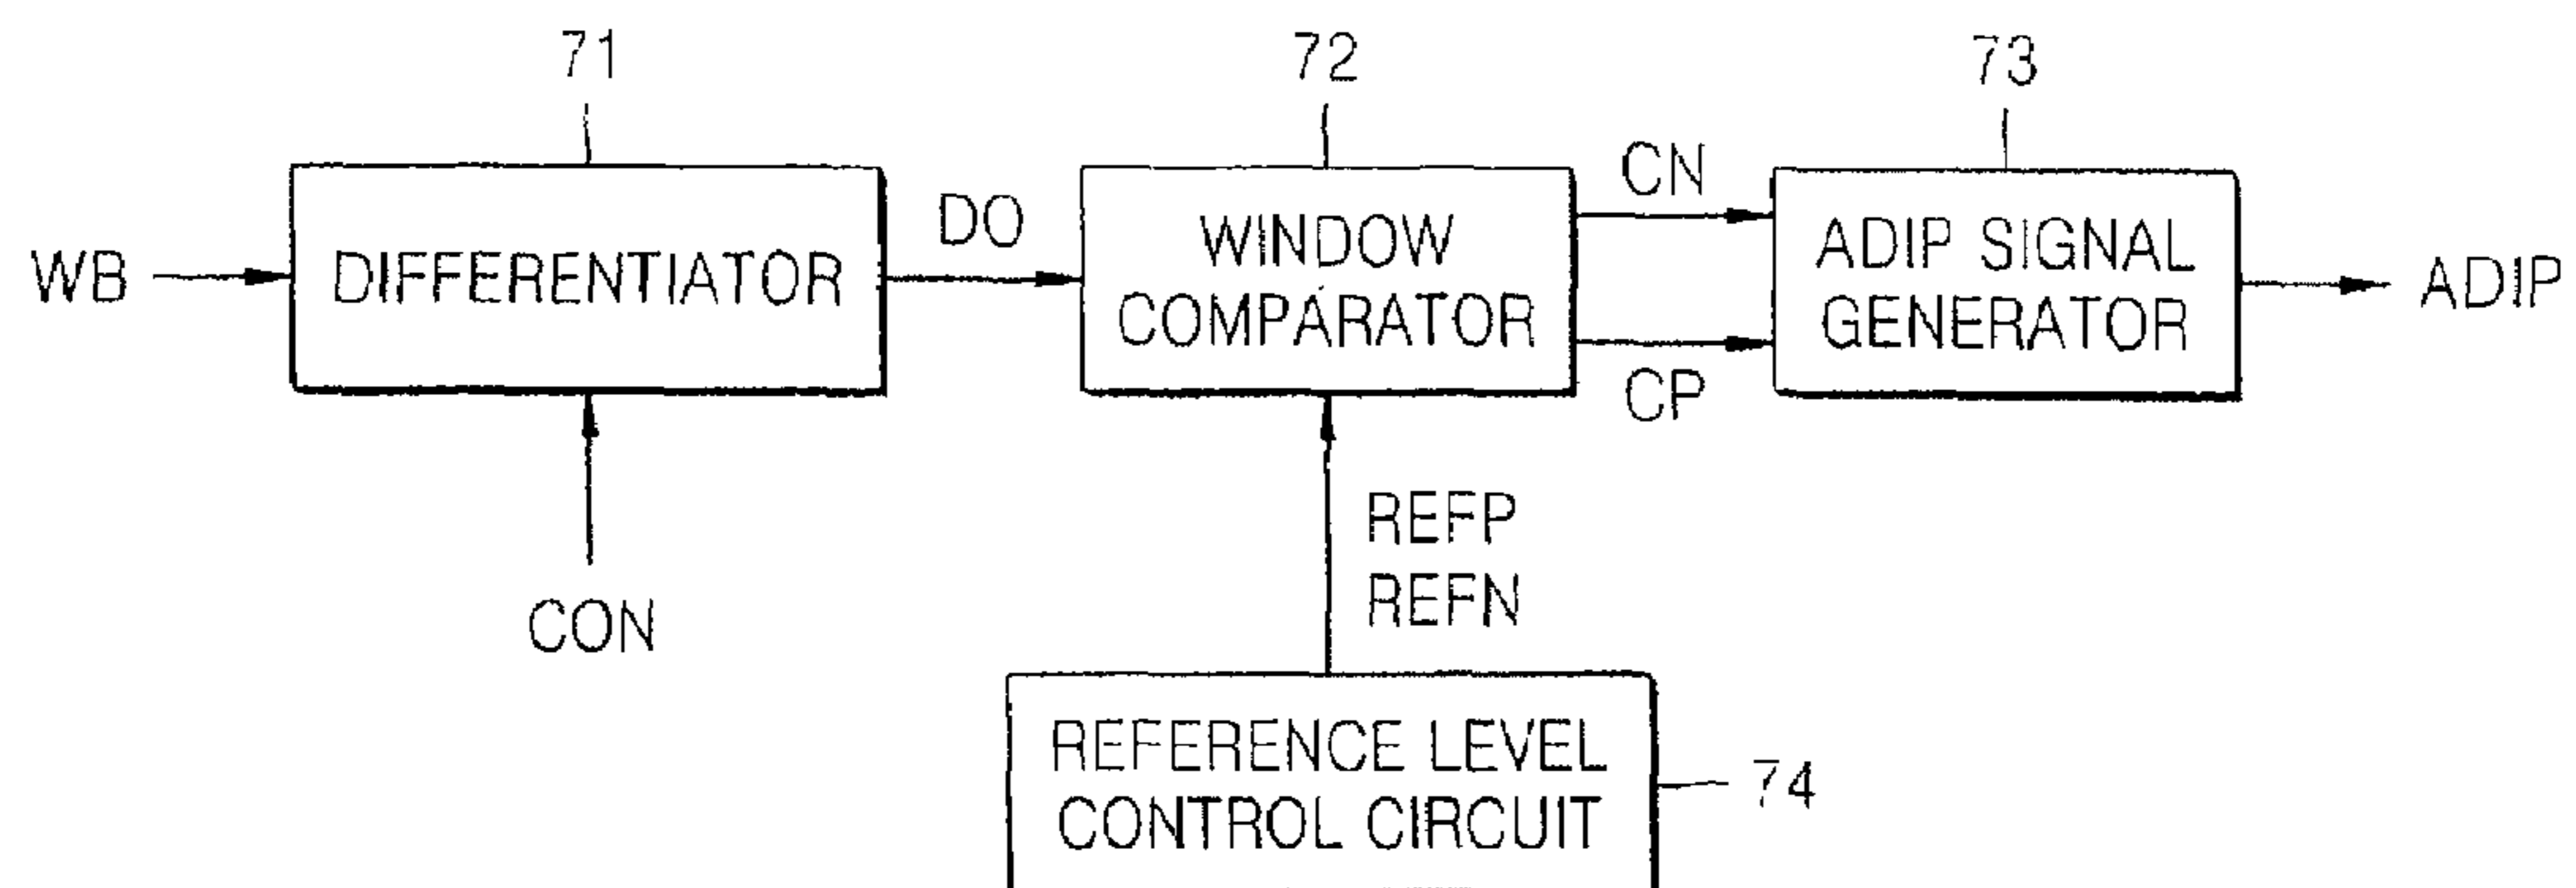 71
72
73
WB
DIFFERENTIATOR
DO
WINDOW
COMPARATOR
CN
CP
ADIP SIGNAL
GENERATOR
ADIP
CON
REFP
REFN
REFERENCE LEVEL
CONTROL CIRCUIT
74